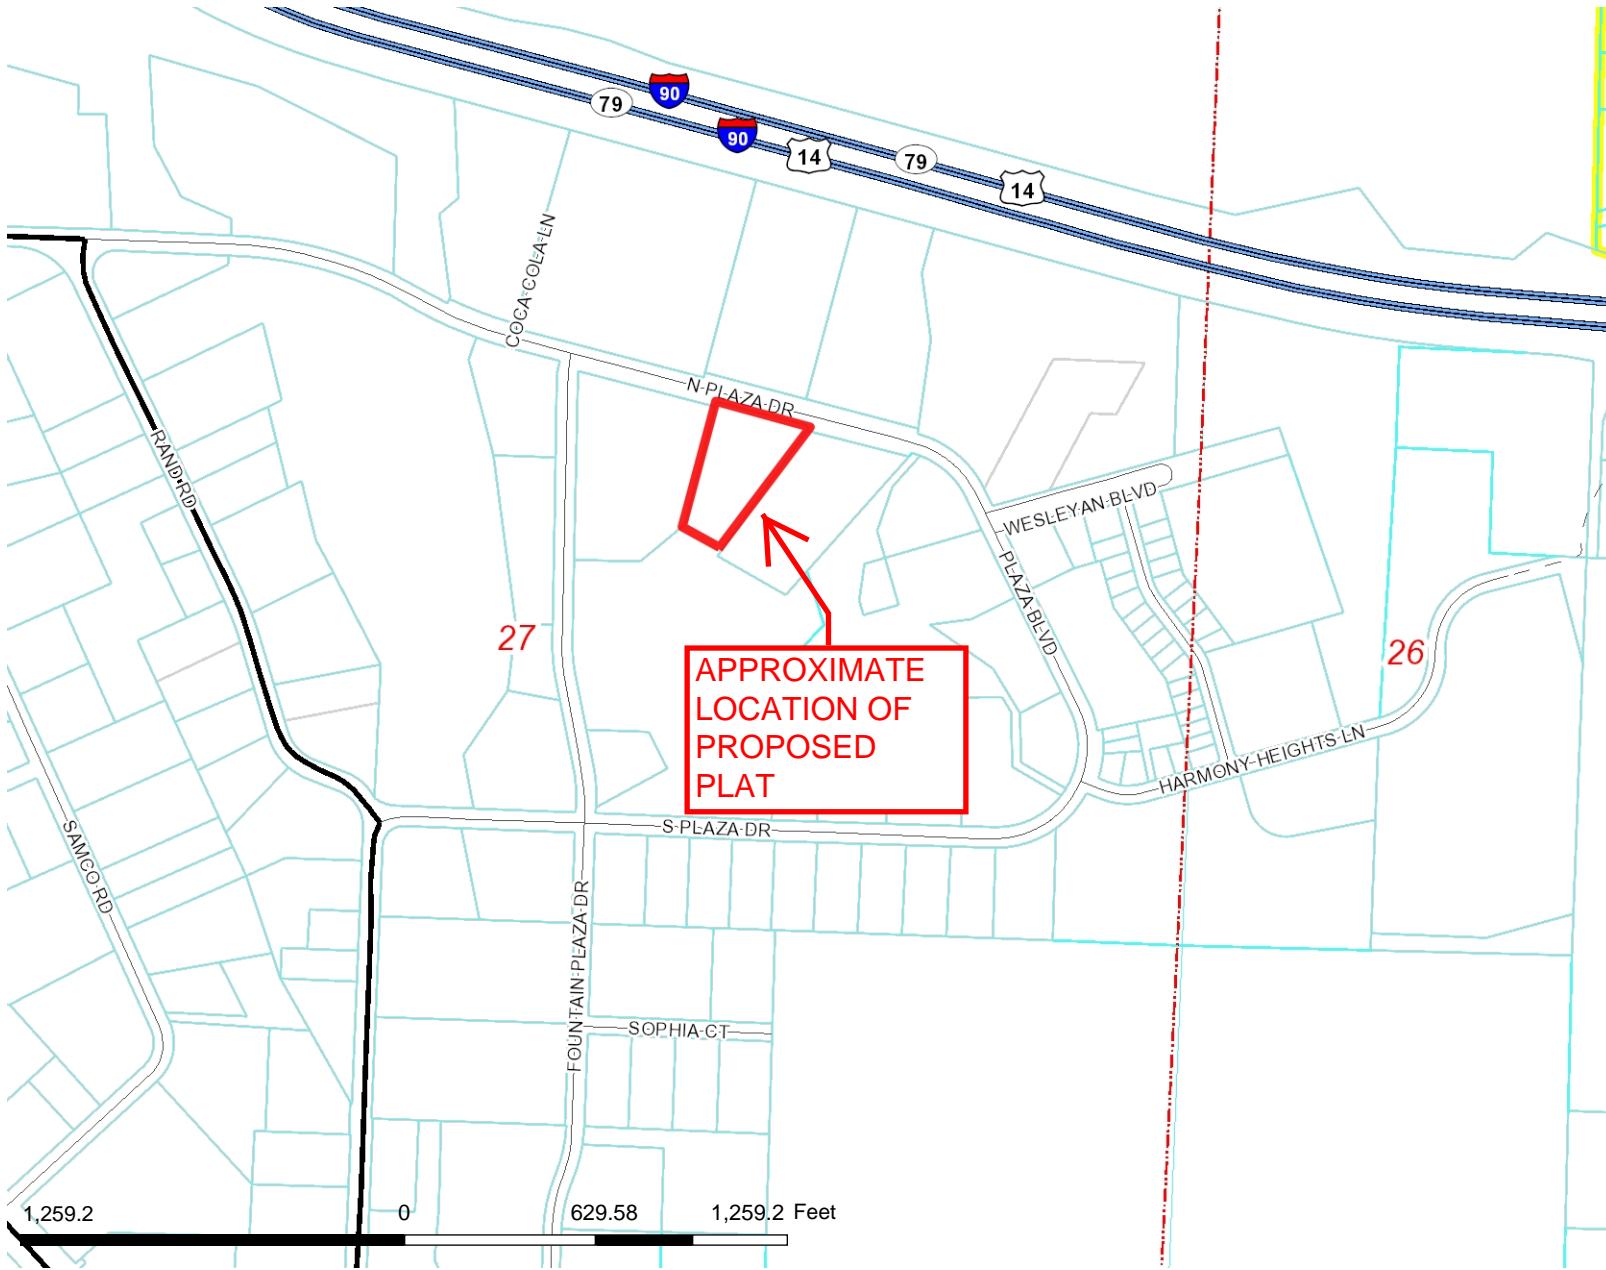 90
79
90
14
79
14
COCA COLA LN
N PLAZA DR
RAND RD
WESLEYAN BLVD
PLAZA BLVD
27
26
APPROXIMATE
LOCATION OF
PROPOSED
PLAT
HARMONY HEIGHTS LN
S PLAZA DR
SAMCO RD
FOUNTAIN PLAZA DR
SOPHIA CT
1,259.2 0 629.58 1,259.2 Feet